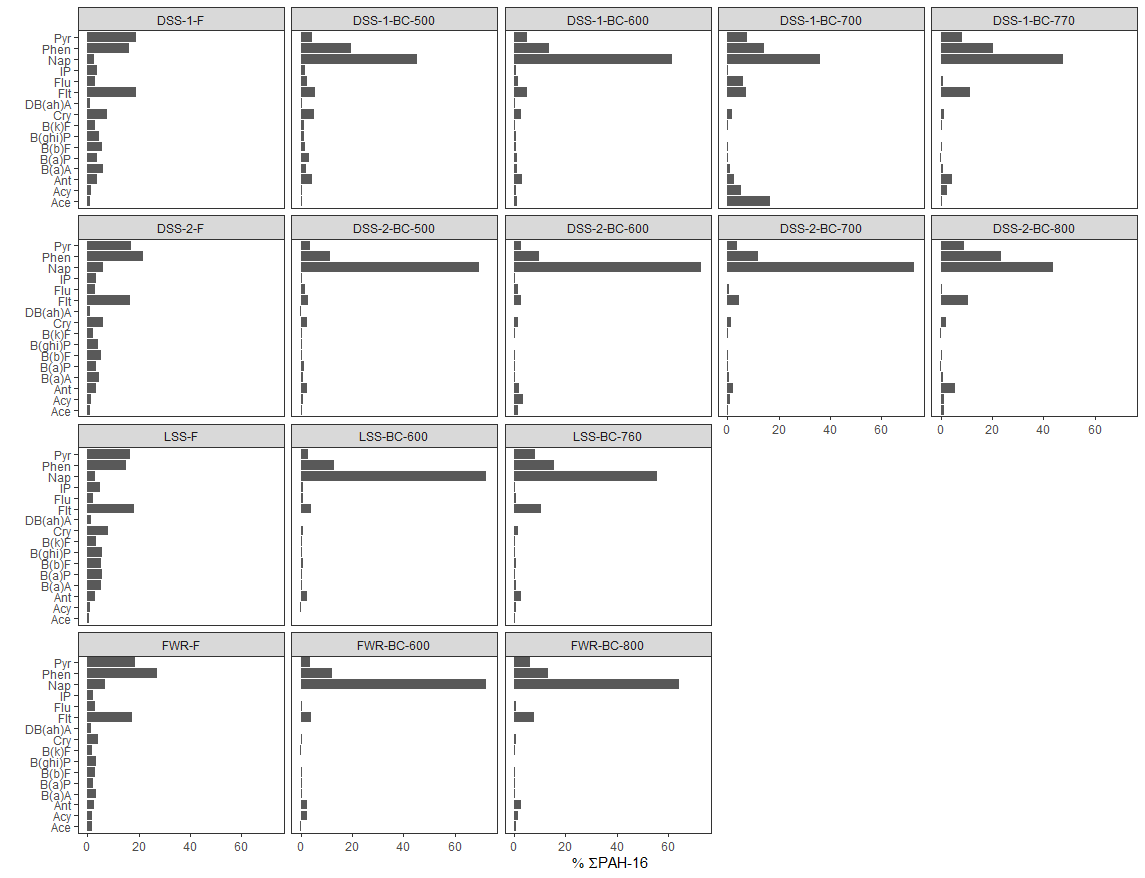 DSS-1-F DSS-1-BC-500 DSS-1-BC-600 DSS-1-BC-700 DSS-1-BC-770
Pyr
Phen
Nap
IP
Flu
Flt
DB(ah)A
Cry
B(k)F
B(ghi)P
B(b)F
B(a)P
B(a)A
Ant
Acy
Ace
DSS-2-F DSS-2-BC-500 DSS-2-BC-600 DSS-2-BC-700 DSS-2-BC-800
Pyr
Phen
Nap
IP
Flu
Flt
DB(ah)A
Cry
B(k)F
B(ghi)P
B(b)F
B(a)P
B(a)A
Ant
Acy
Ace
0 20 40 60 0 20 40 60
LSS-F LSS-BC-600 LSS-BC-760
Pyr
Phen
Nap
IP
Flu
Flt
DB(ah)A
Cry
B(k)F
B(ghi)P
B(b)F
B(a)P
B(a)A
Ant
Acy
Ace
FWR-F FWR-BC-600 FWR-BC-800
Pyr
Phen
Nap
IP
Flu
Flt
DB(ah)A
Cry
B(k)F
B(ghi)P
B(b)F
B(a)P
B(a)A
Ant
Acy
Ace
0 20 40 60 0 20 40 60 0 20 40 60
% ΣPAH-16